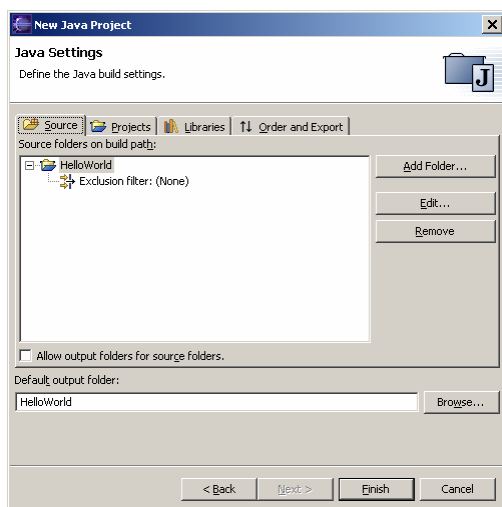 New Java Project
Java Settings
Define the Java build settings.
J
Source Projects Libraries Order and Export
Source folders on build path:
HelloWorld
Exclusion filter: (None)
Add Folder...
Edit...
Remove
Allow output folders for source folders.
Default output folder:
HelloWorld
Browse...
< Back Next > Finish Cancel